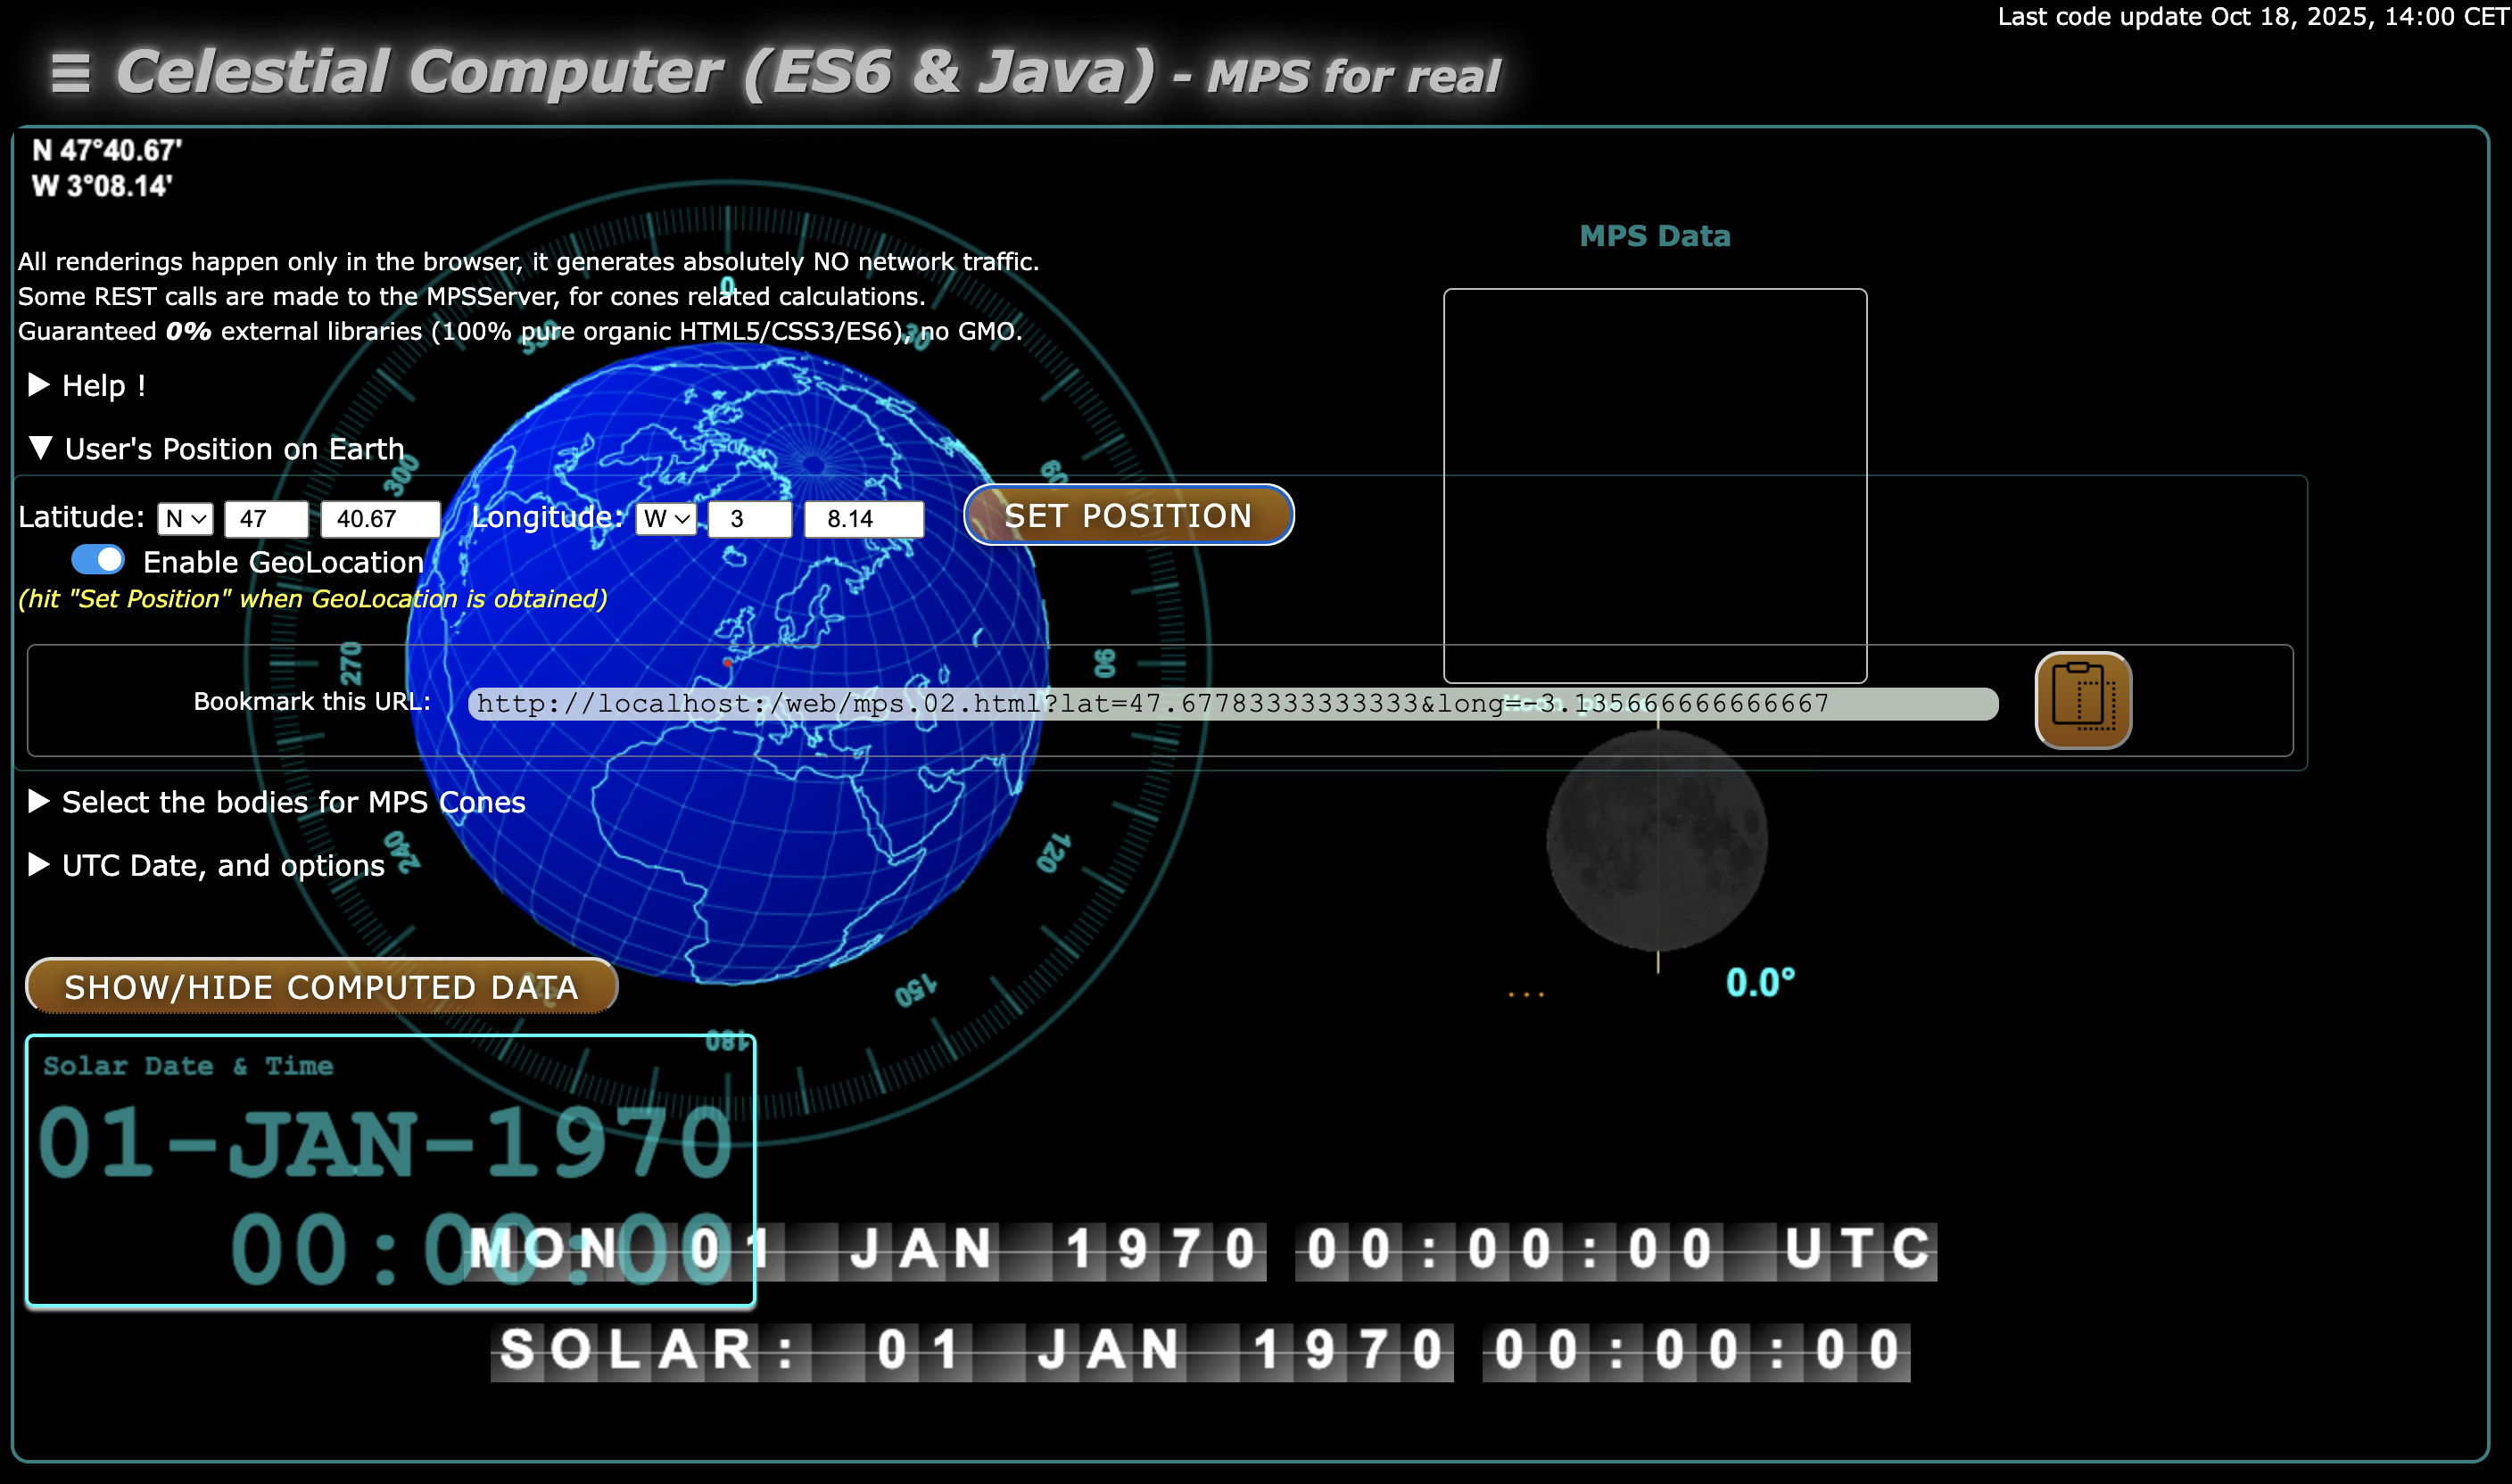 Last code update Oct 18, 2025, 14:00 CET
☰ Celestial Computer (ES6 & Java) - MPS for real
N 47°40.67'
W 3°08.14'
MPS Data
All renderings happen only in the browser, it generates absolutely NO network traffic.
Some REST calls are made to the MPSServer, for cones related calculations.
Guaranteed 0% external libraries (100% pure organic HTML5/CSS3/ES6), no GMO.
0
330
30
▶ Help !
▼ User's Position on Earth
300
60
Latitude: N 47 40.67 Longitude: W 3 8.14 SET POSITION
Enable GeoLocation
(hit "Set Position" when GeoLocation is obtained)
270
90
Bookmark this URL: http://localhost:/web/mps.02.html?lat=47.67783333333333&long=-3.135666666666667
▶ Select the bodies for MPS Cones
240
120
▶ UTC Date, and options
SHOW/HIDE COMPUTED DATA
150
...
0.0°
180
Solar Date & Time
01-JAN-1970
00:00:00
MON 01 JAN 1970 00:00:00 UTC
SOLAR: 01 JAN 1970 00:00:00